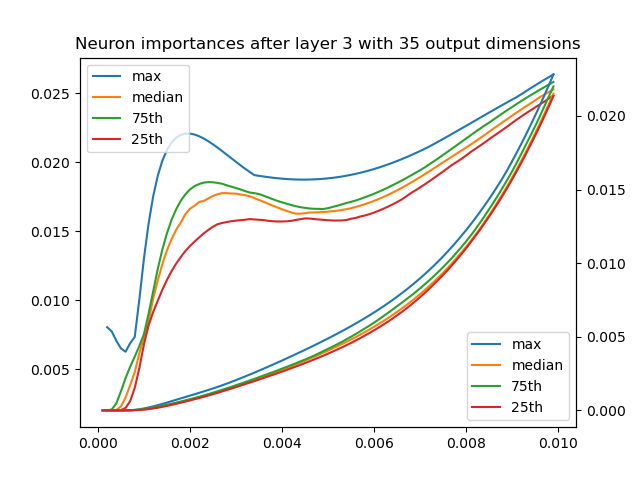 Neuron importances after layer 3 with 35 output dimensions
max
median
75th
25th
0.025
0.020
0.015
0.010
0.005
0.020
0.015
0.010
0.005
0.000
max
median
75th
25th
0.000
0.002
0.004
0.006
0.008
0.010